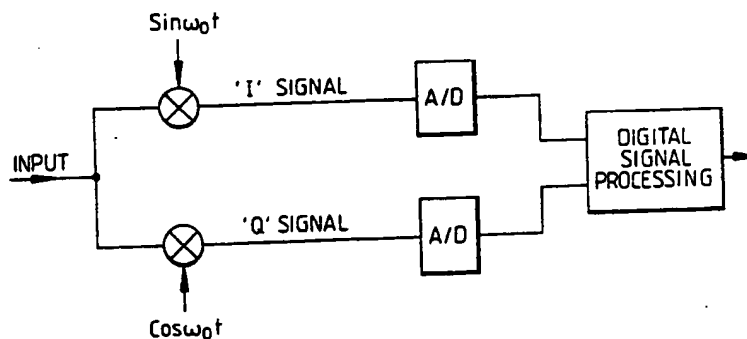 Sinω₀t
'I' SIGNAL
A/D
INPUT
DIGITAL
SIGNAL
PROCESSING
'Q' SIGNAL
A/D
Cosω₀t